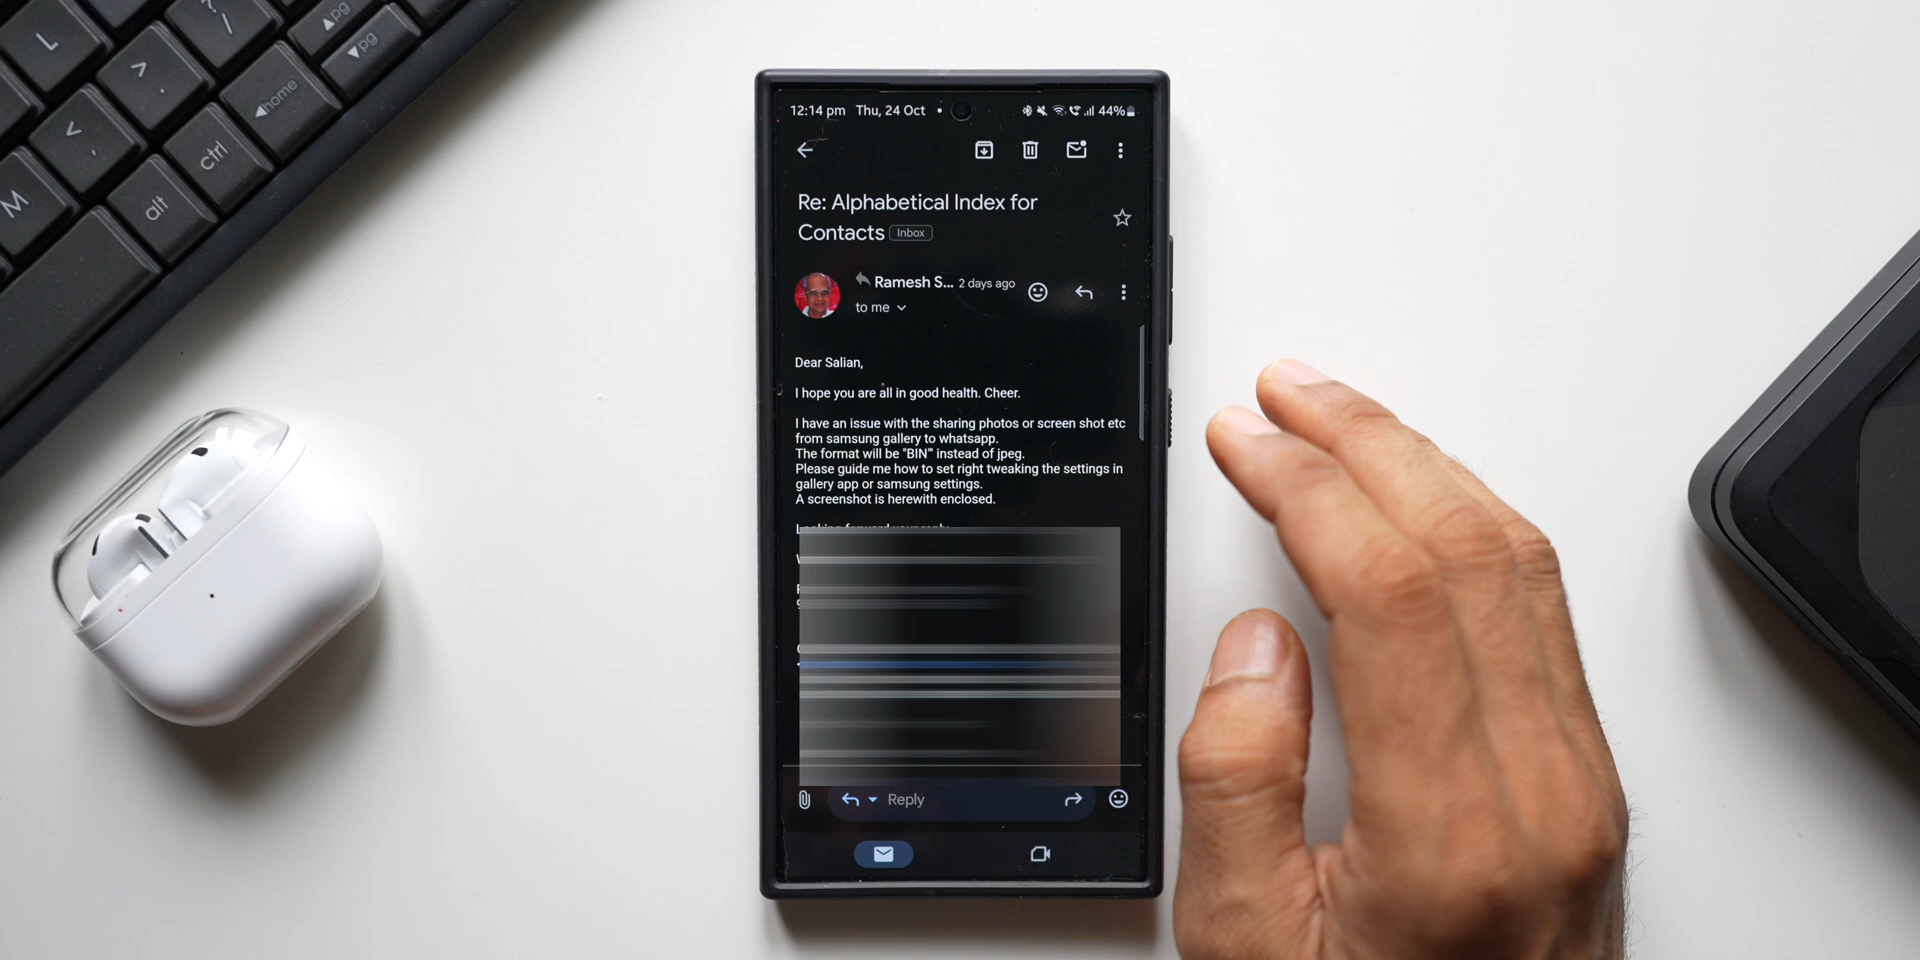 L
?
/
pg
pg
>
.
home
<
,
ctrl
M
alt
12:14 pm Thu, 24 Oct
44%
Re: Alphabetical Index for
Contacts Inbox
Ramesh S... 2 days ago
to me
Dear Salian,
I hope you are all in good health. Cheer.
I have an issue with the sharing photos or screen shot etc
from samsung gallery to whatsapp.
The format will be "BIN'" instead of jpeg.
Please guide me how to set right tweaking the settings in
gallery app or samsung settings.
A screenshot is herewith enclosed.
Reply